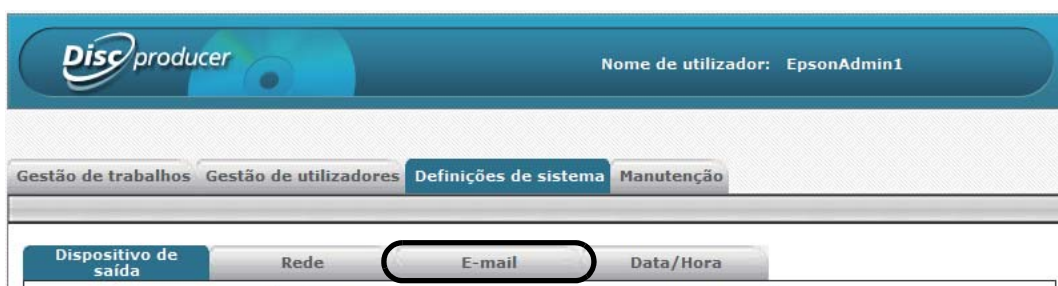 Disc producer
Nome de utilizador: EpsonAdmin1
Gestão de trabalhos Gestão de utilizadores Definições de sistema Manutenção
Dispositivo de saída Rede E-mail Data/Hora